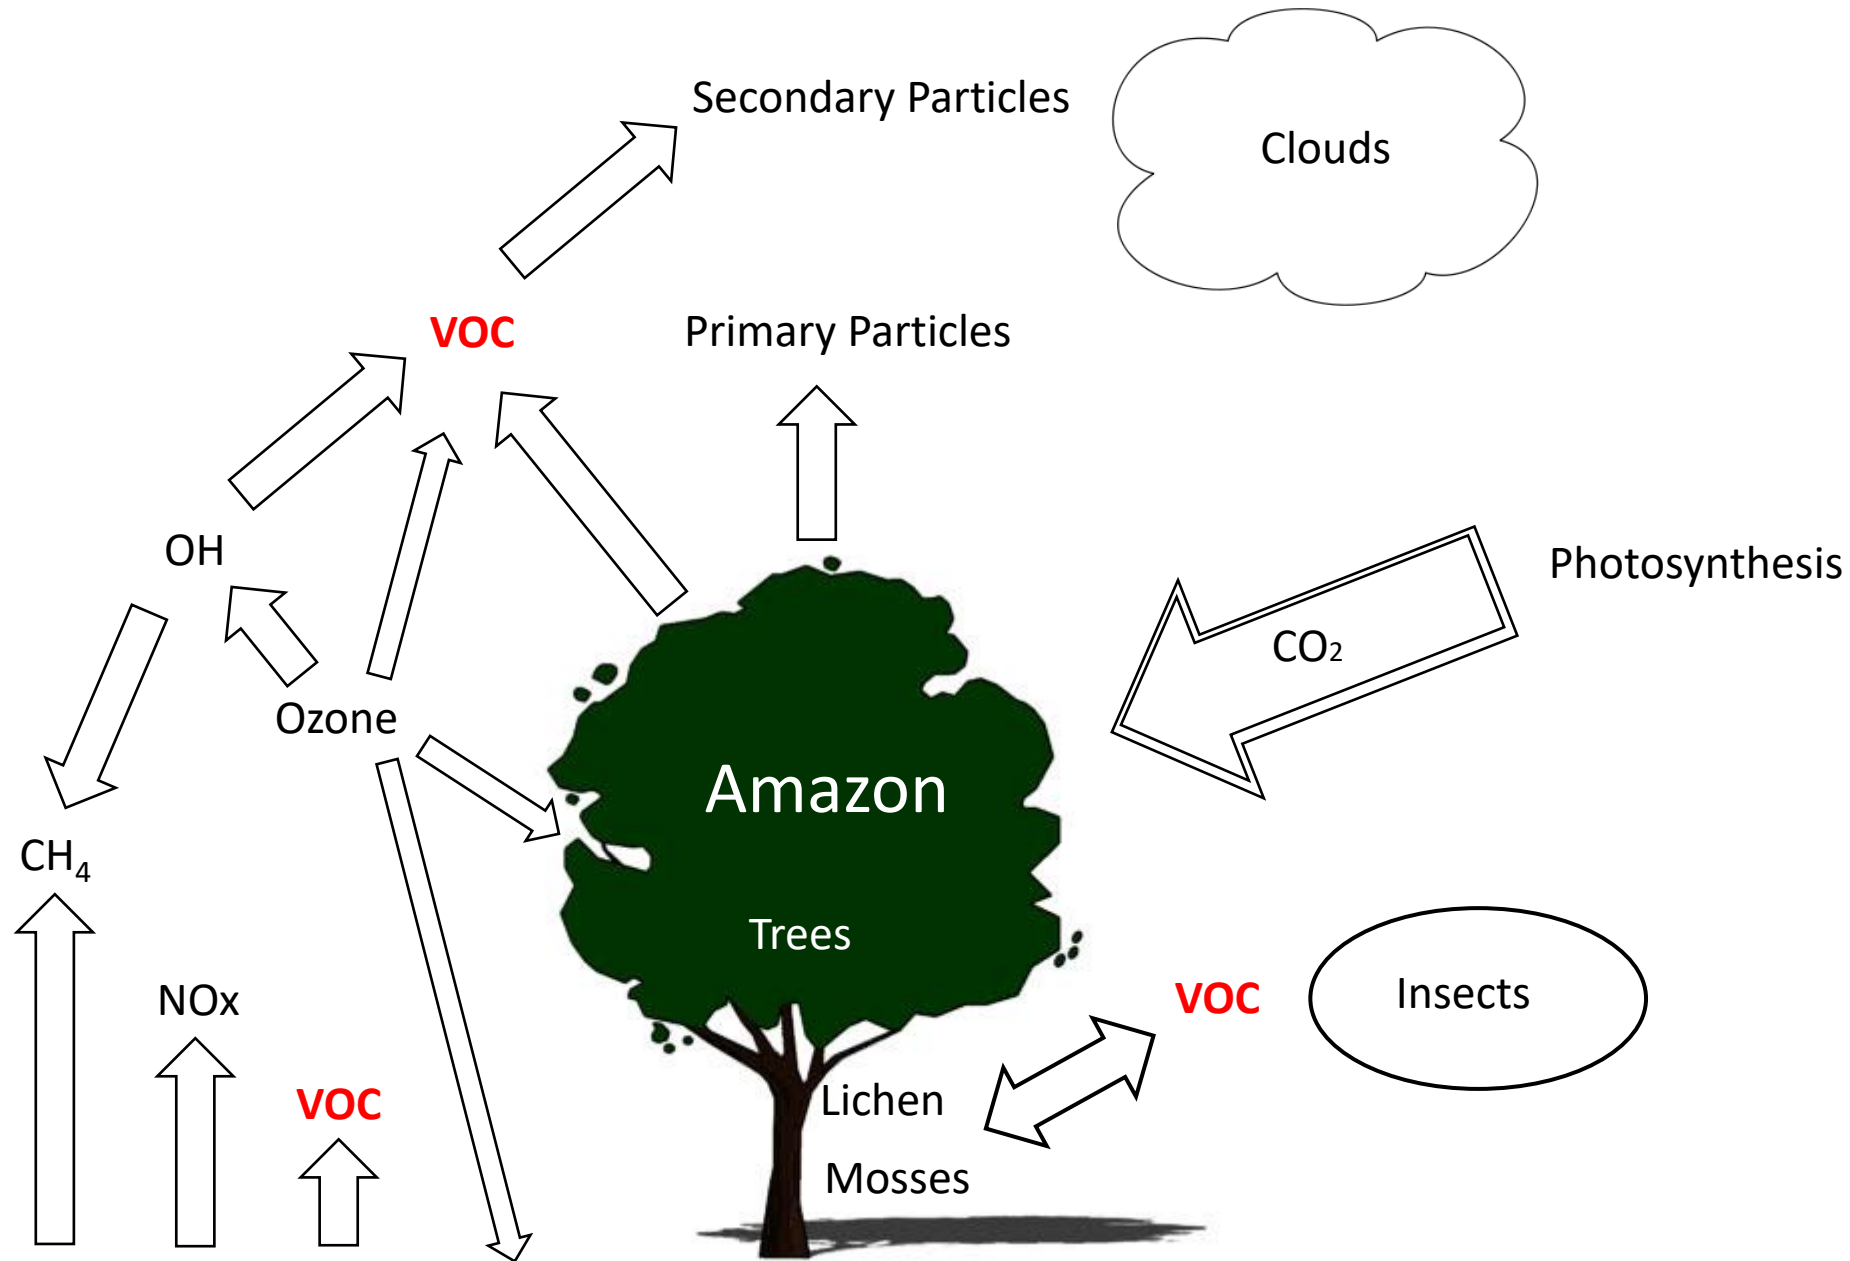 Secondary Particles
Clouds
VOC
Primary Particles
OH
Photosynthesis
CO₂
Ozone
Amazon
CH₄
Trees
NOx
VOC
Insects
VOC
Lichen
Mosses